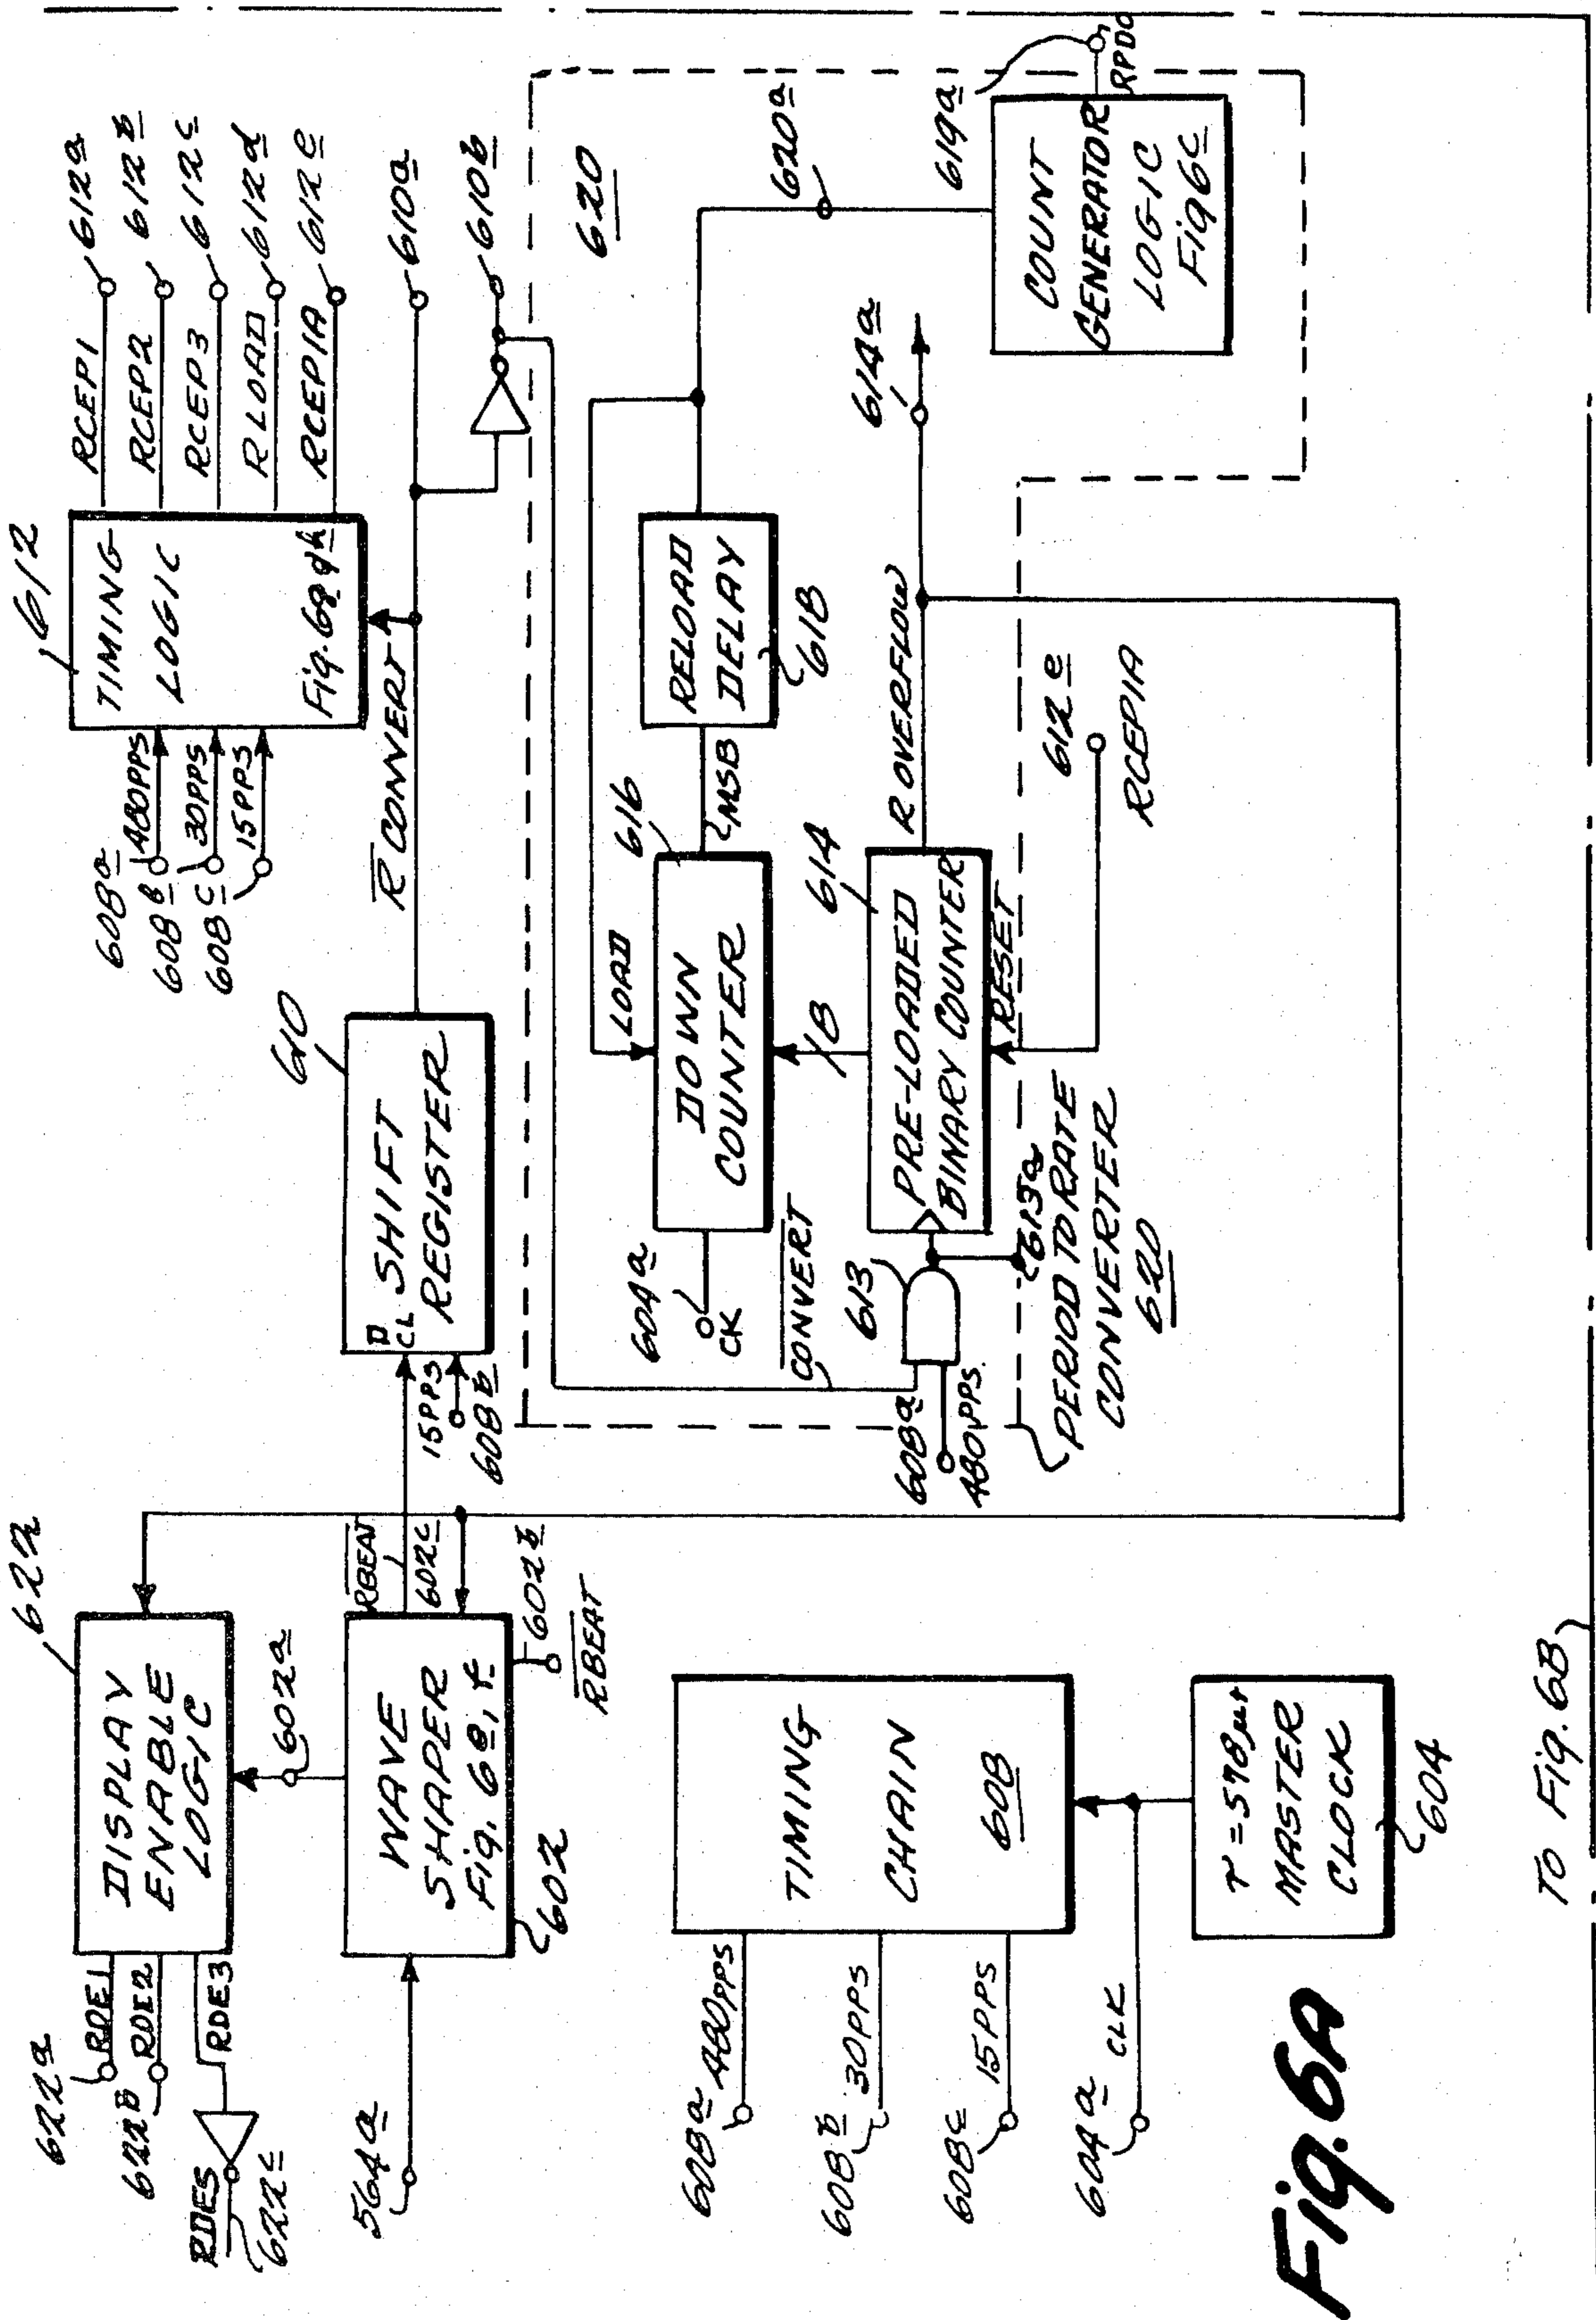 622
622a
RDE1
622b
RDE2
RDE3
RDES
622c
DISPLAY
ENABLE
LOGIC
602a
564a
WAVE
SHAPER
Fig. 6e, f
602
RBEAT
602c
602b
RBEAT
15PPS
608b
D
CL
SHIFT
REGISTER
610
R CONVERT
612
TIMING
LOGIC
Fig. 6g h
608a
480PPS
608b
30PPS
608c
15PPS
RCEP1
612a
RCEP2
612b
RCEP3
612c
RLOAD
612d
RCEP1A
612e
610a
610b
620
604a
CK
CONVERT
LOAD
DOWN
COUNTER
616
MSB
RELOAD
DELAY
618
620a
619a
RPDO
COUNT
GENERATOR
LOGIC
Fig 6C
8
608a
480PPS
613
613a
PRE-LOADED
BINARY COUNTER
614
RESET
R OVERFLOW
614a
612e
RCEP1A
PERIOD TO RATE
CONVERTER
620
608a
480PPS
608b
30PPS
608c
15PPS
604a
CLK
TIMING
CHAIN
608
MASTER
CLOCK
604
Fig. 6A
TO Fig. 6B